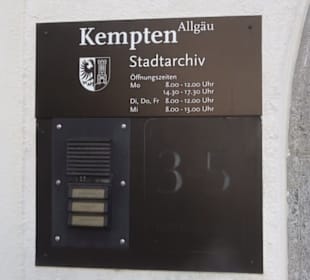 Kempten Allgäu
Stadtarchiv
Öffnungszeiten
Mo 8.00 - 12.00 Uhr
14.30 - 17.30 Uhr
Di, Do, Fr 8.00 - 12.00 Uhr
Mi 8.00 - 13.00 Uhr
35